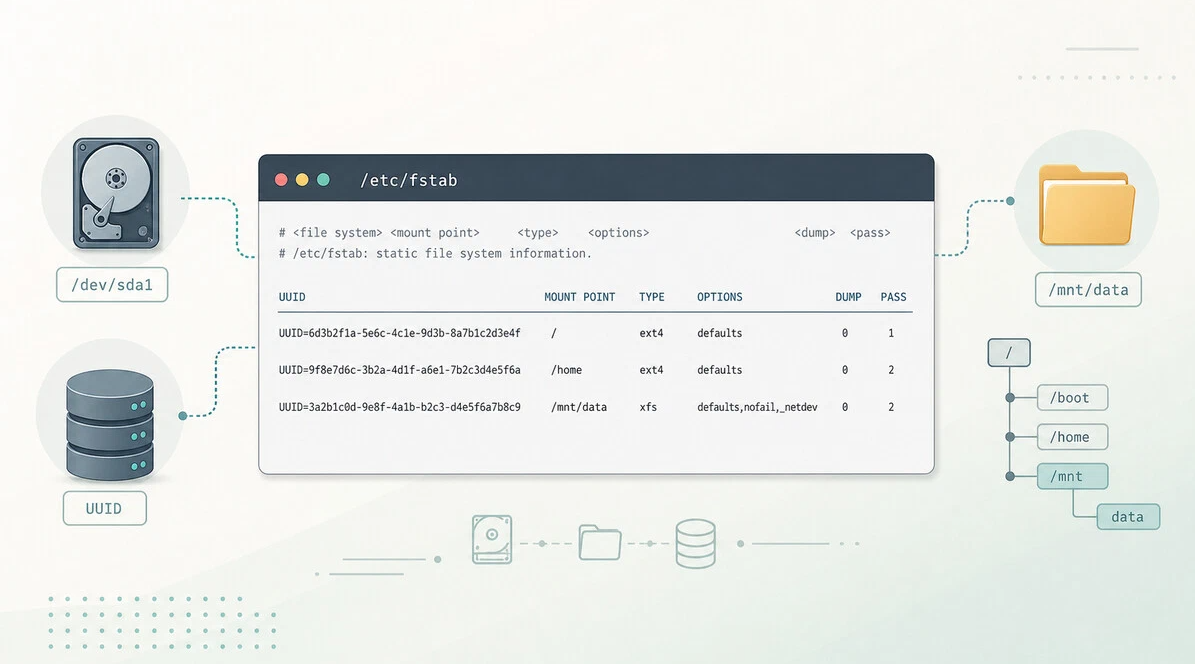 /etc/fstab
# <file system> <mount point> <type> <options> <dump> <pass>
# /etc/fstab: static file system information.
UUID MOUNT POINT TYPE OPTIONS DUMP PASS
UUID=6d3b2f1a-5e6c-4c1e-9d3b-8a7b1c2d3e4f / ext4 defaults 0 1
UUID=9f8e7d6c-3b2a-4d1f-a6e1-7b2c3d4e5f6a /home ext4 defaults 0 2
UUID=3a2b1c0d-9e8f-4a1b-b2c3-d4e5f6a7b8c9 /mnt/data xfs defaults,nofail,_netdev 0 2
/dev/sda1
UUID
/mnt/data
/
/boot
/home
/mnt
data